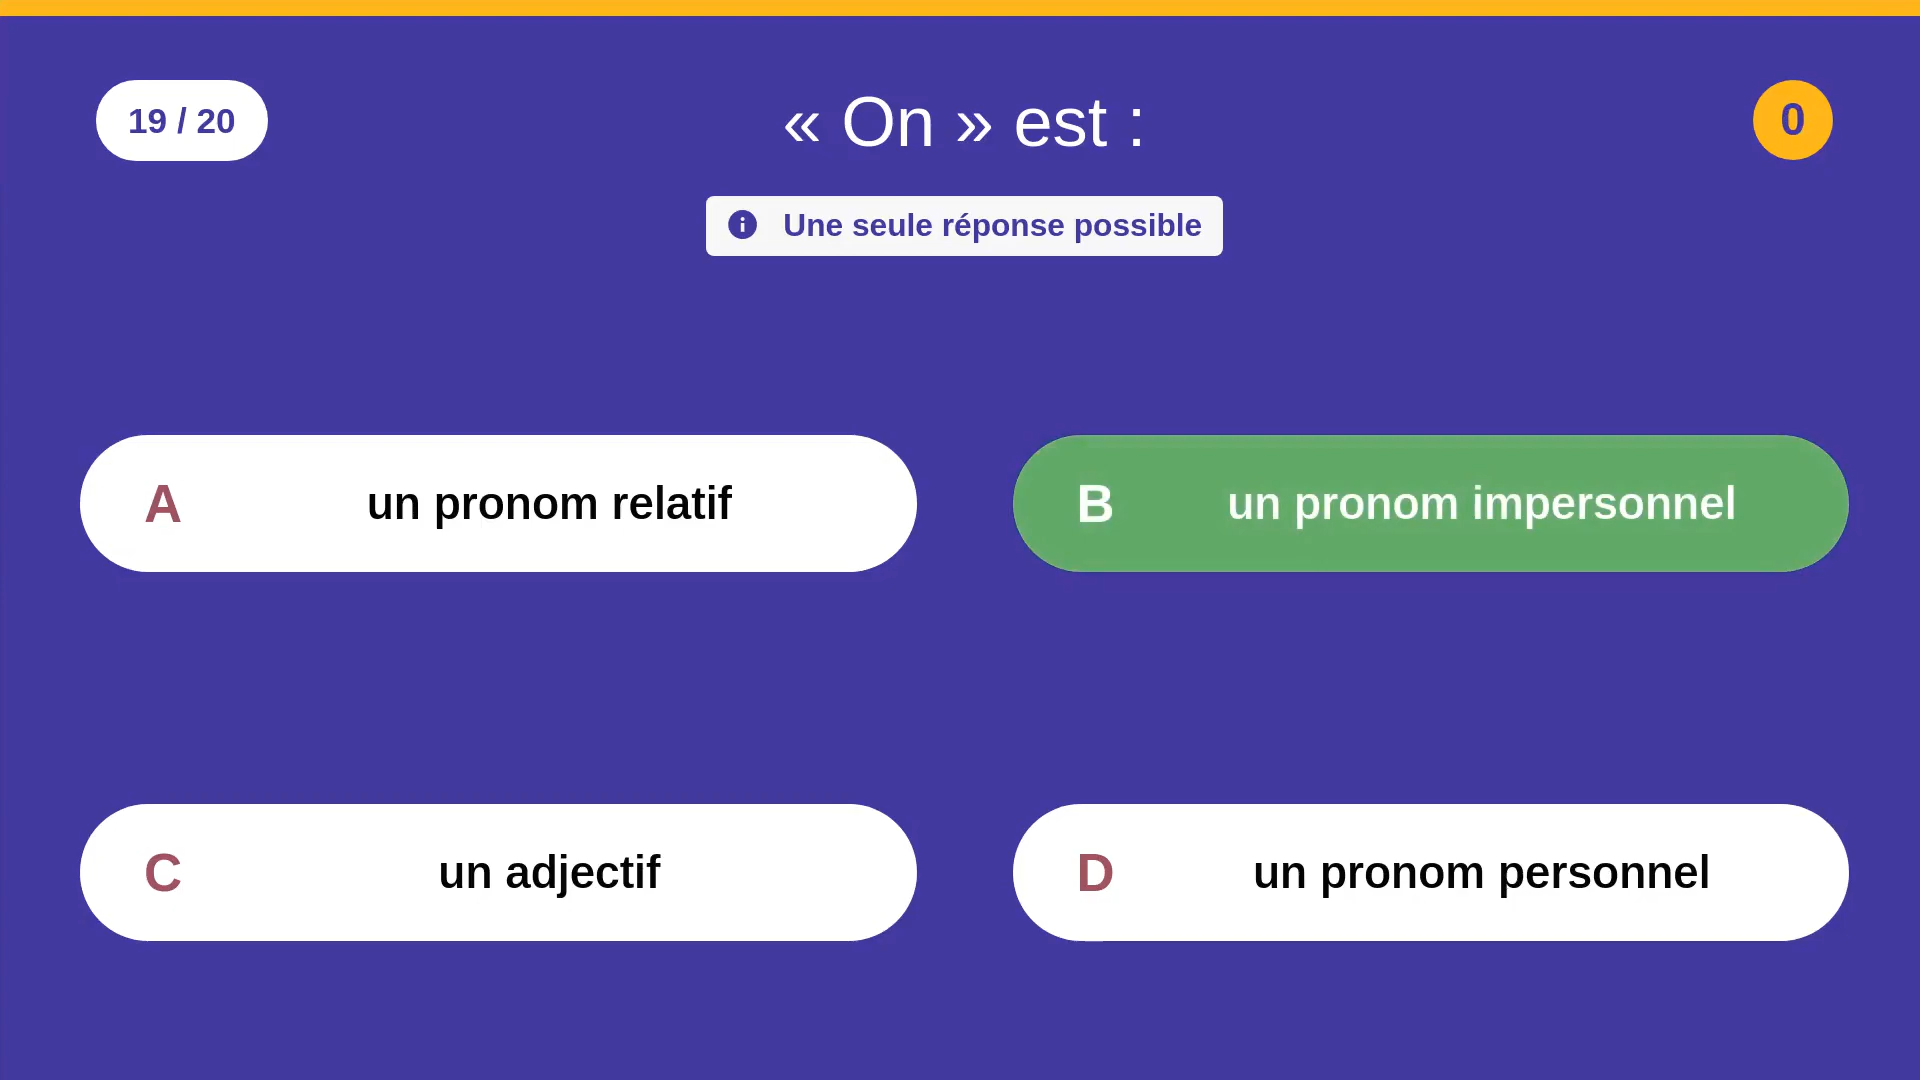 19 / 20
« On » est :
0
Une seule réponse possible
A un pronom relatif
B un pronom impersonnel
C un adjectif
D un pronom personnel